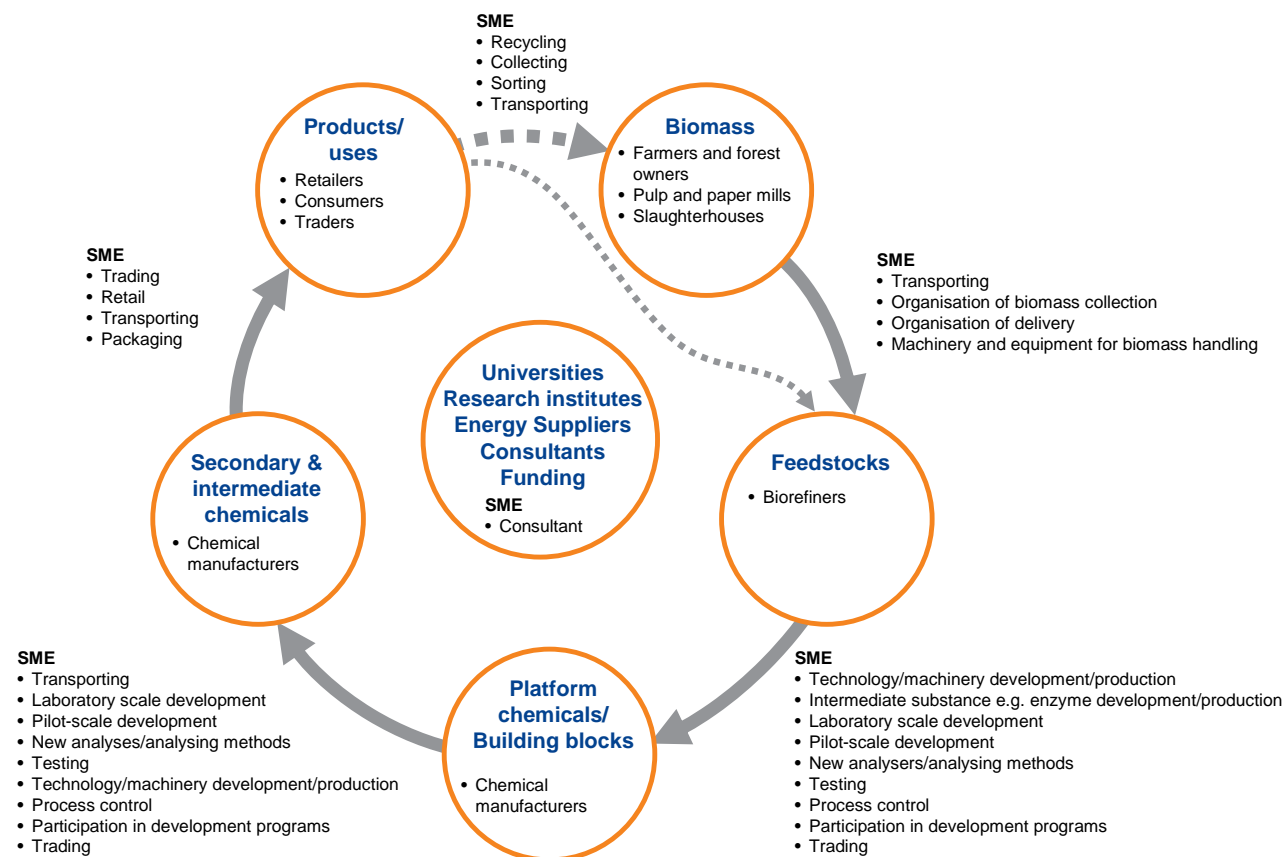 SME
• Recycling
• Collecting
• Sorting
• Transporting
Products/
uses
• Retailers
• Consumers
• Traders
Biomass
• Farmers and forest
owners
• Pulp and paper mills
• Slaughterhouses
SME
• Trading
• Retail
• Transporting
• Packaging
SME
• Transporting
• Organisation of biomass collection
• Organisation of delivery
• Machinery and equipment for biomass handling
Universities
Research institutes
Energy Suppliers
Consultants
Funding
SME
• Consultant
Secondary &
intermediate
chemicals
• Chemical
manufacturers
Feedstocks
• Biorefiners
SME
• Transporting
• Laboratory scale development
• Pilot-scale development
• New analyses/analysing methods
• Testing
• Technology/machinery development/production
• Process control
• Participation in development programs
• Trading
Platform
chemicals/
Building blocks
• Chemical
manufacturers
SME
• Technology/machinery development/production
• Intermediate substance e.g. enzyme development/production
• Laboratory scale development
• Pilot-scale development
• New analysers/analysing methods
• Testing
• Process control
• Participation in development programs
• Trading